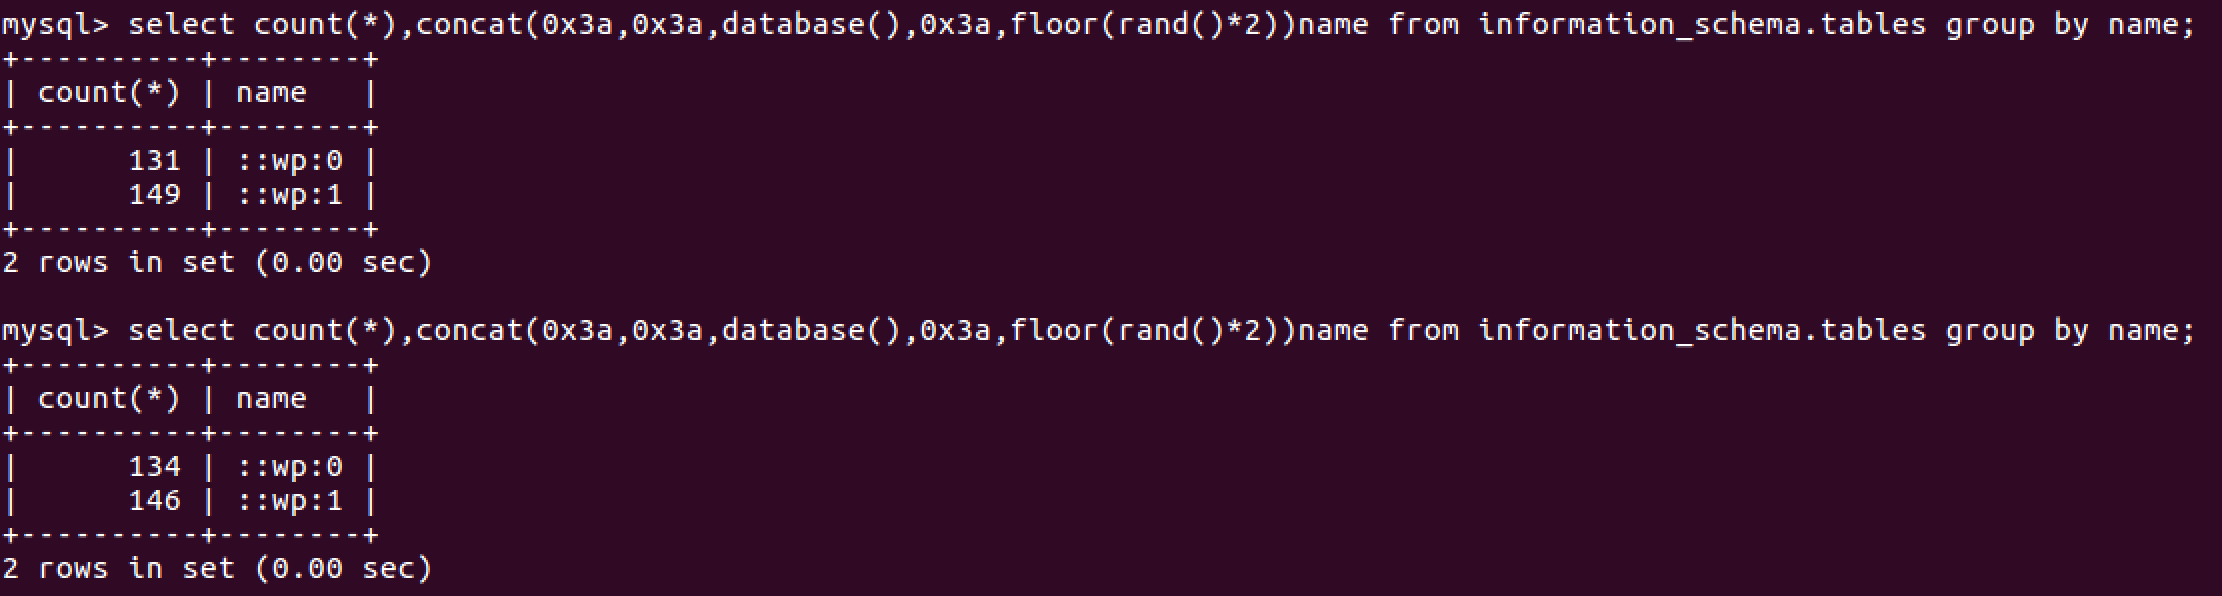 mysql> select count(*),concat(0x3a,0x3a,database(),0x3a,floor(rand()*2))name from information_schema.tables group by name;
+----------+--------+
| count(*) | name   |
+----------+--------+
|      131 | ::wp:0 |
|      149 | ::wp:1 |
+----------+--------+
2 rows in set (0.00 sec)

mysql> select count(*),concat(0x3a,0x3a,database(),0x3a,floor(rand()*2))name from information_schema.tables group by name;
+----------+--------+
| count(*) | name   |
+----------+--------+
|      134 | ::wp:0 |
|      146 | ::wp:1 |
+----------+--------+
2 rows in set (0.00 sec)